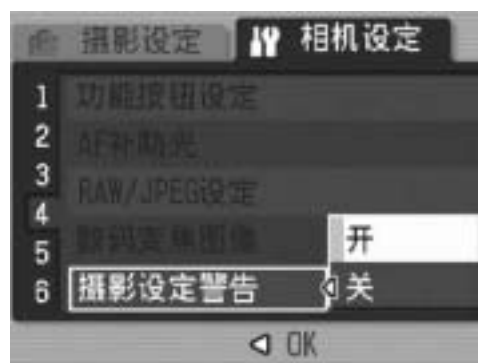 摄影设定 相机设定
1 功能按钮设定
2 AF补助光
3 RAW/JPEG设定
4 数码变焦图像 开
5
6 摄影设定警告 关
OK